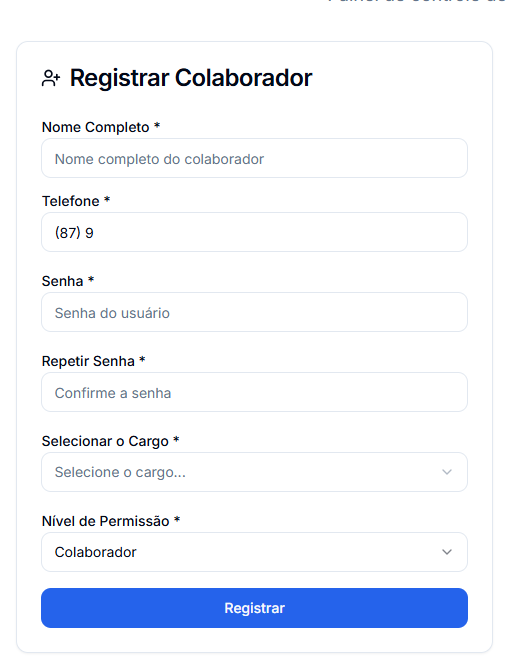 Registrar Colaborador
Nome Completo *
Nome completo do colaborador
Telefone *
(87) 9
Senha *
Senha do usuário
Repetir Senha *
Confirme a senha
Selecionar o Cargo *
Selecione o cargo...
Nível de Permissão *
Colaborador
Registrar